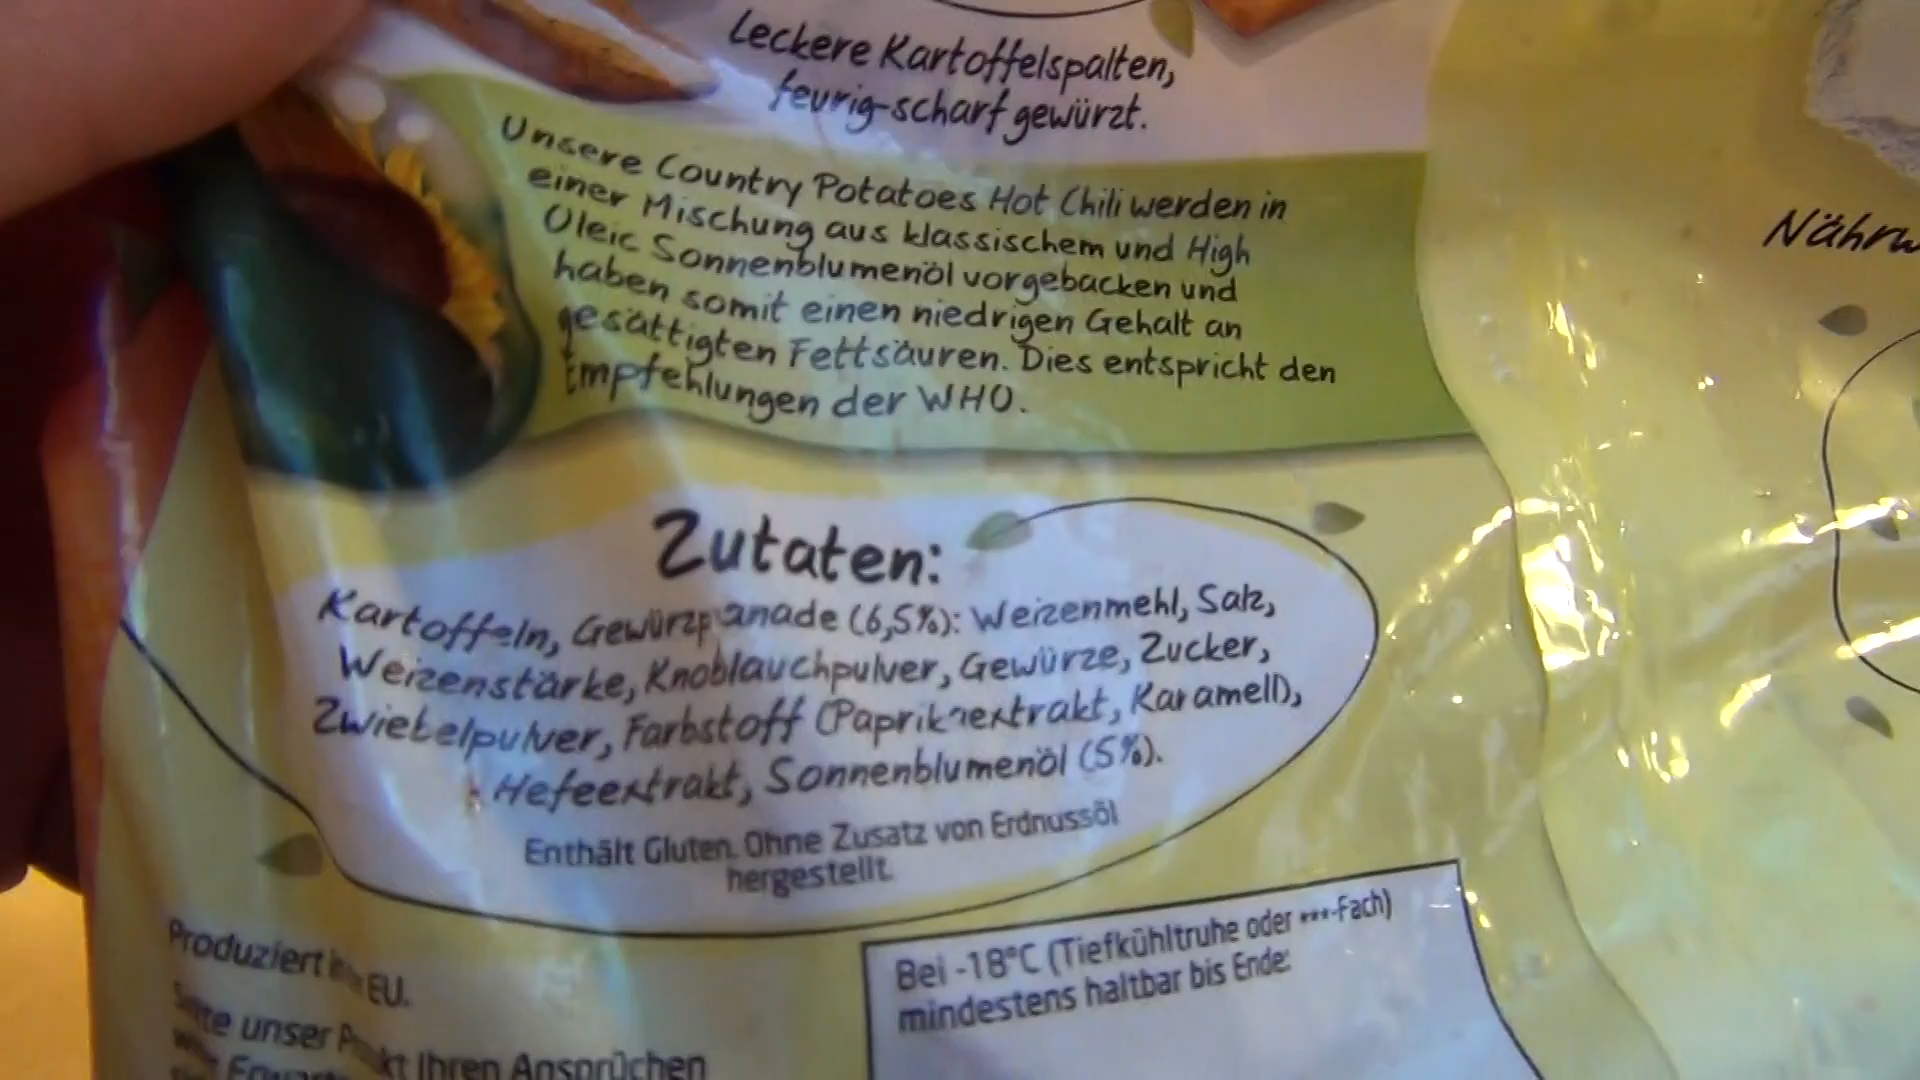 Leckere Kartoffelspalten,
feurig-scharf gewürzt.
Unsere Country Potatoes Hot Chili werden in
einer Mischung aus klassischem und High
Oleic Sonnenblumenöl vorgebacken und
haben somit einen niedrigen Gehalt an
gesättigten Fettsäuren. Dies entspricht den
Empfehlungen der WHO.
Zutaten:
Kartoffeln, Gewürzpanade (6,5%): Weizenmehl, Salz,
Weizenstärke, Knoblauchpulver, Gewürze, Zucker,
Zwiebelpulver, Farbstoff (Paprikaextrakt, Karamell),
Hefeextrakt, Sonnenblumenöl (5%).
Enthält Gluten. Ohne Zusatz von Erdnussöl
hergestellt.
Produziert in EU.
unser Ihren Ansprüchen
Bei -18°C (Tiefkühltruhe oder ***-Fach)
mindestens haltbar bis Ende: